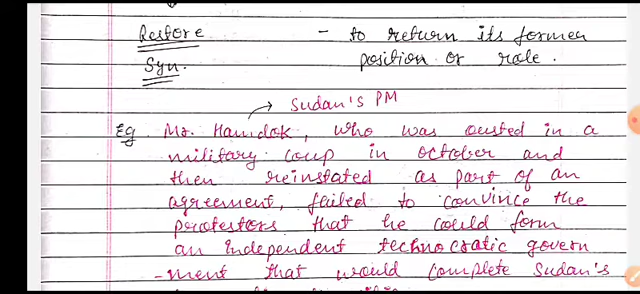 Restore - to return its former
Syn. position or role.
→ Sudan's PM
Eg Mr. Hamdok, who was ousted in a
military coup in october and
then reinstated as part of an
agreement, failed to convince the
protestors that he could form
an independent technocratic govern
-ment that would complete Sudan's